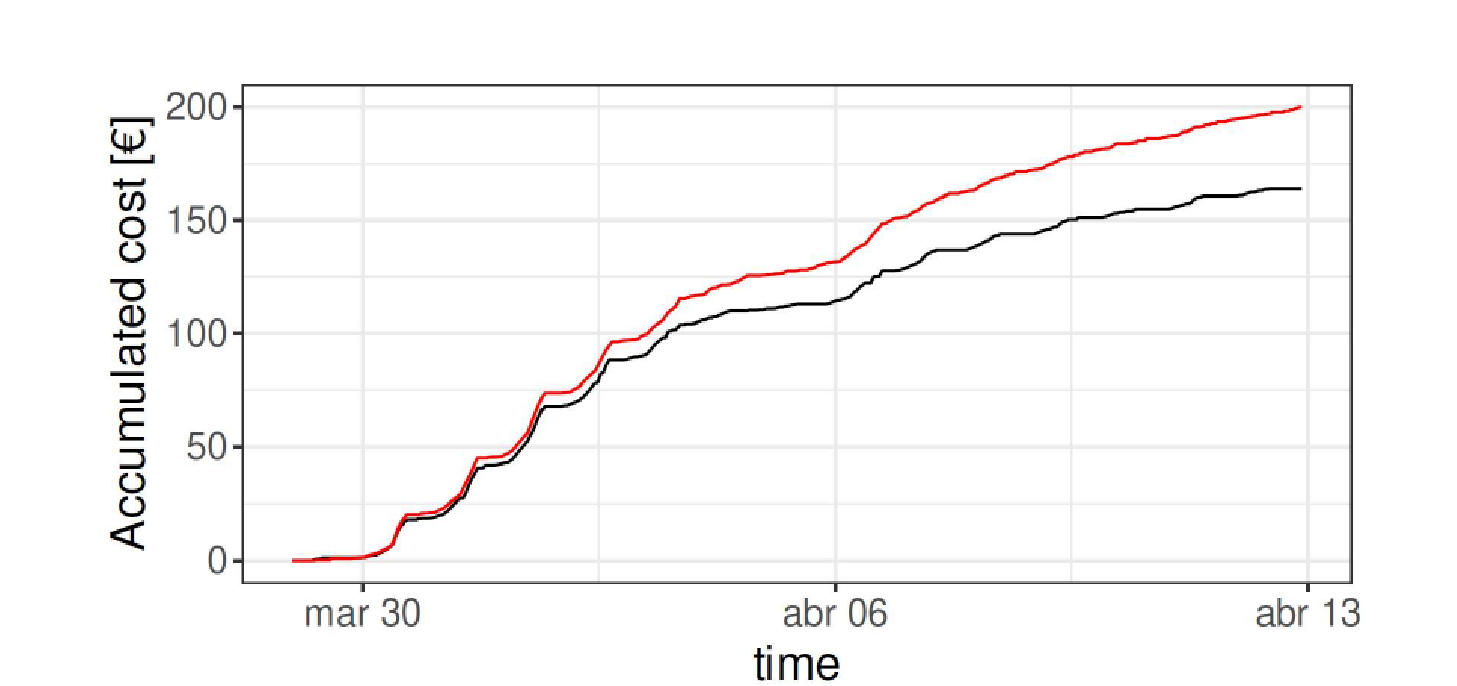 Accumulated cost [€]
200
150
100
50
0
mar 30
abr 06
abr 13
time